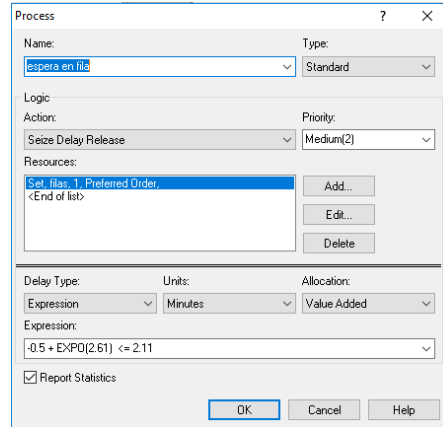 Process ? ×
Name: Type:
espera en fila Standard
Logic
Action: Priority:
Seize Delay Release Medium(2)
Resources:
Set, filas, 1, Preferred Order,
<End of list>
Add...
Edit...
Delete
Delay Type: Units: Allocation:
Expression Minutes Value Added
Expression:
-0.5 + EXPO(2.61) <= 2.11
Report Statistics
OK Cancel Help